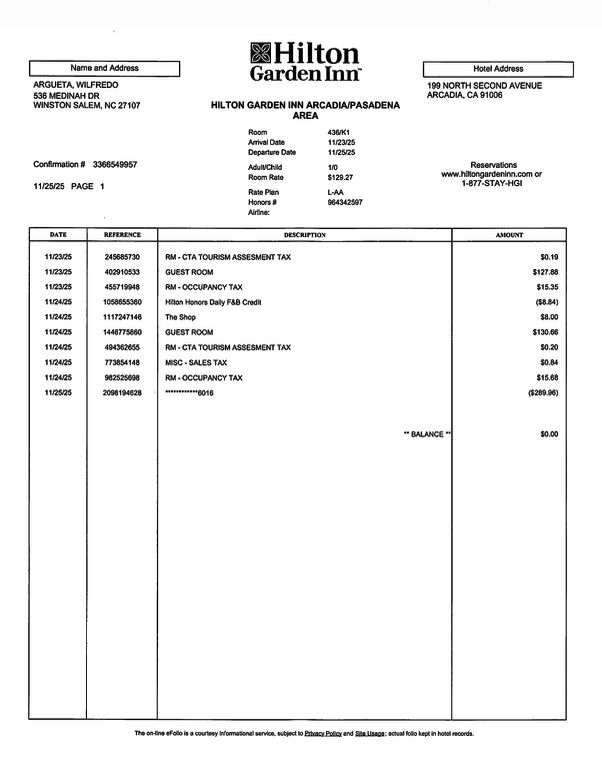 Hilton
Garden Inn™
Name and Address
Hotel Address
ARGUETA, WILFREDO
536 MEDINAH DR
WINSTON SALEM, NC 27107
199 NORTH SECOND AVENUE
ARCADIA, CA 91006
HILTON GARDEN INN ARCADIA/PASADENA
AREA
Room 436/K1
Arrival Date 11/23/25
Departure Date 11/25/25
Adult/Child 1/0
Room Rate $129.27
Rate Plan L-AA
Honors # 964342597
Airline:
Confirmation # 3366549957
11/25/25 PAGE 1
Reservations
www.hiltongardeninn.com or
1-877-STAY-HGI
DATE REFERENCE DESCRIPTION AMOUNT
11/23/25 245685730 RM - CTA TOURISM ASSESMENT TAX $0.19
11/23/25 402910533 GUEST ROOM $127.88
11/23/25 455719948 RM - OCCUPANCY TAX $15.35
11/24/25 1058655360 Hilton Honors Daily F&B Credit ($8.84)
11/24/25 1117247146 The Shop $8.00
11/24/25 1446775860 GUEST ROOM $130.66
11/24/25 494362655 RM - CTA TOURISM ASSESMENT TAX $0.20
11/24/25 773854148 MISC - SALES TAX $0.84
11/24/25 982525698 RM - OCCUPANCY TAX $15.68
11/25/25 2098194628 ************6016 ($289.96)
** BALANCE ** $0.00
The on-line eFolio is a courtesy informational service, subject to Privacy Policy and Site Usage; actual folio kept in hotel records.